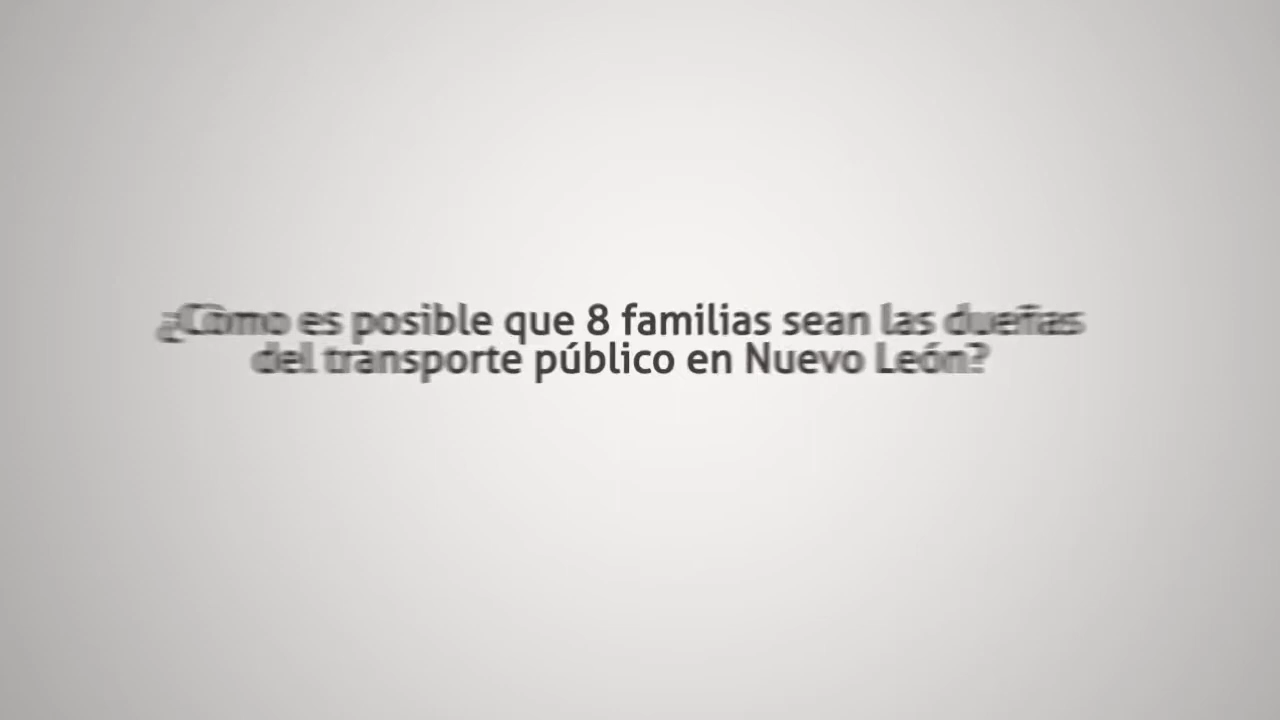 ¿Cómo es posible que 8 familias sean las dueñas
del transporte público en Nuevo León?